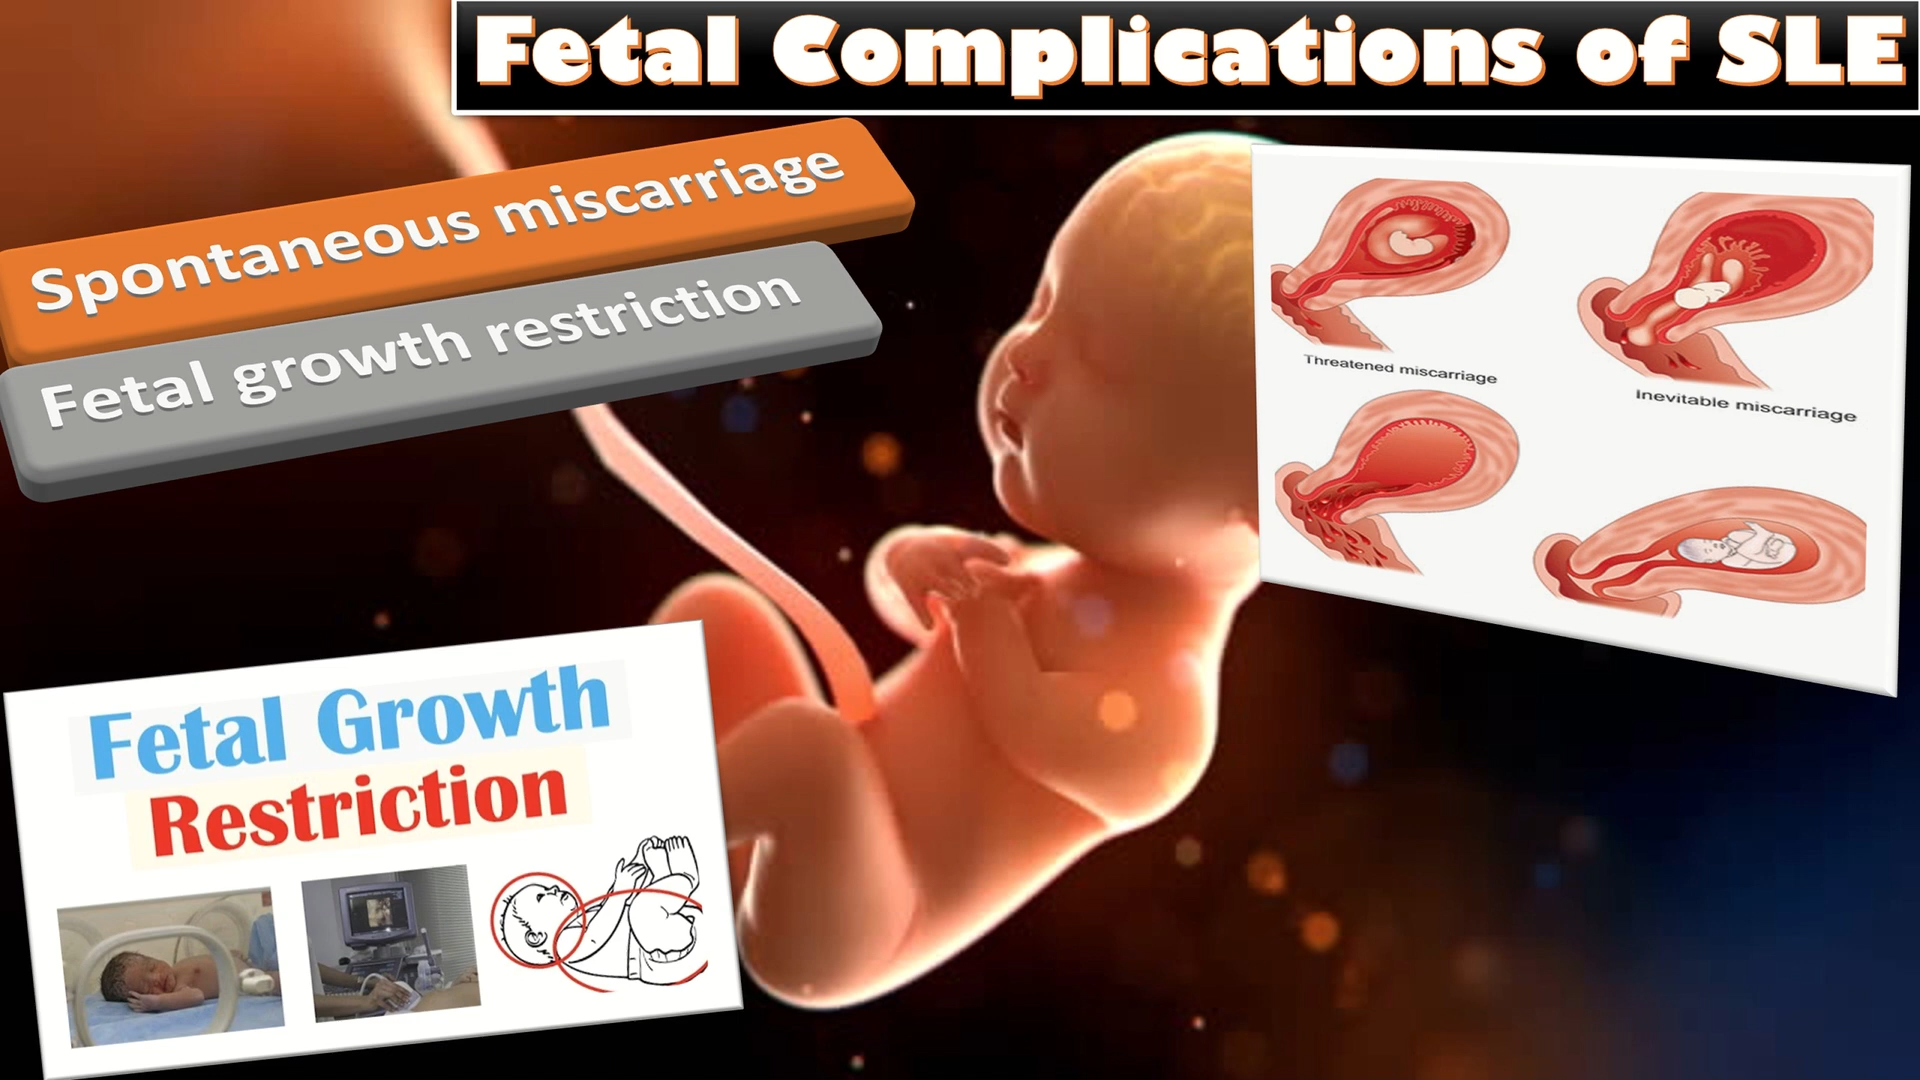 Fetal Complications of SLE
Spontaneous miscarriage
Fetal growth restriction
Threatened miscarriage
Inevitable miscarriage
Fetal Growth
Restriction